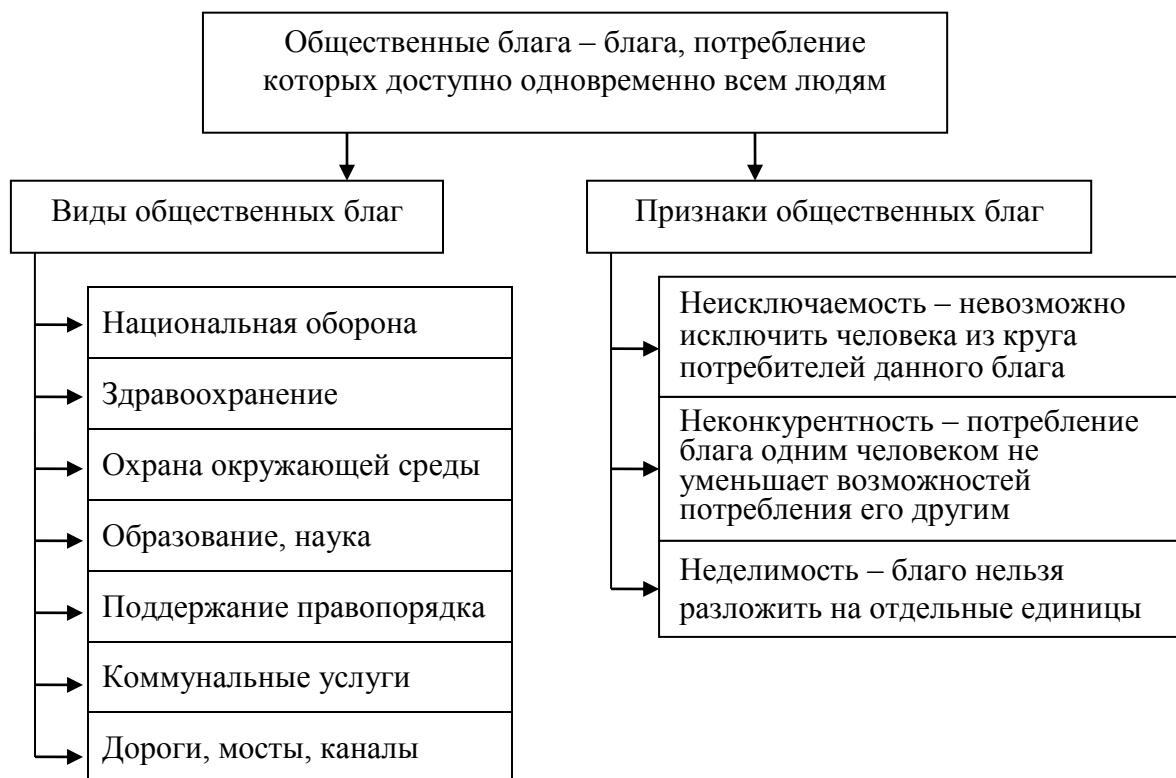 Общественные блага – блага, потребление
которых доступно одновременно всем людям
Виды общественных благ
Национальная оборона
Здравоохранение
Охрана окружающей среды
Образование, наука
Поддержание правопорядка
Коммунальные услуги
Дороги, мосты, каналы
Признаки общественных благ
Неисключаемость – невозможно
исключить человека из круга
потребителей данного блага
Неконкурентность – потребление
блага одним человеком не
уменьшает возможностей
потребления его другим
Неделимость – благо нельзя
разложить на отдельные единицы